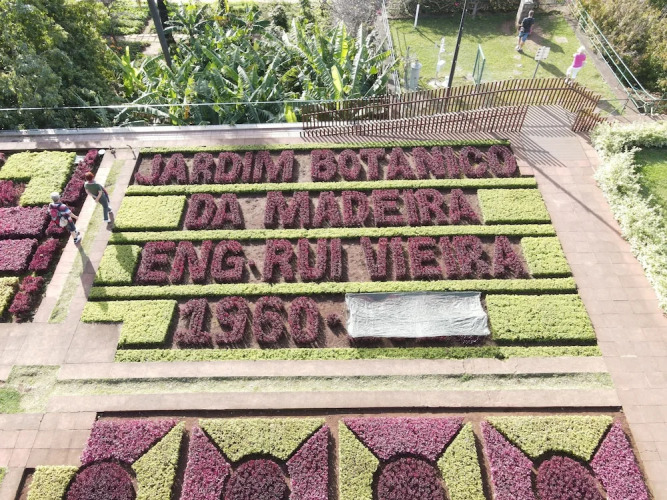 JARDIM BOTANICO
DA MADEIRA
ENG. RUI VIEIRA
1960 -